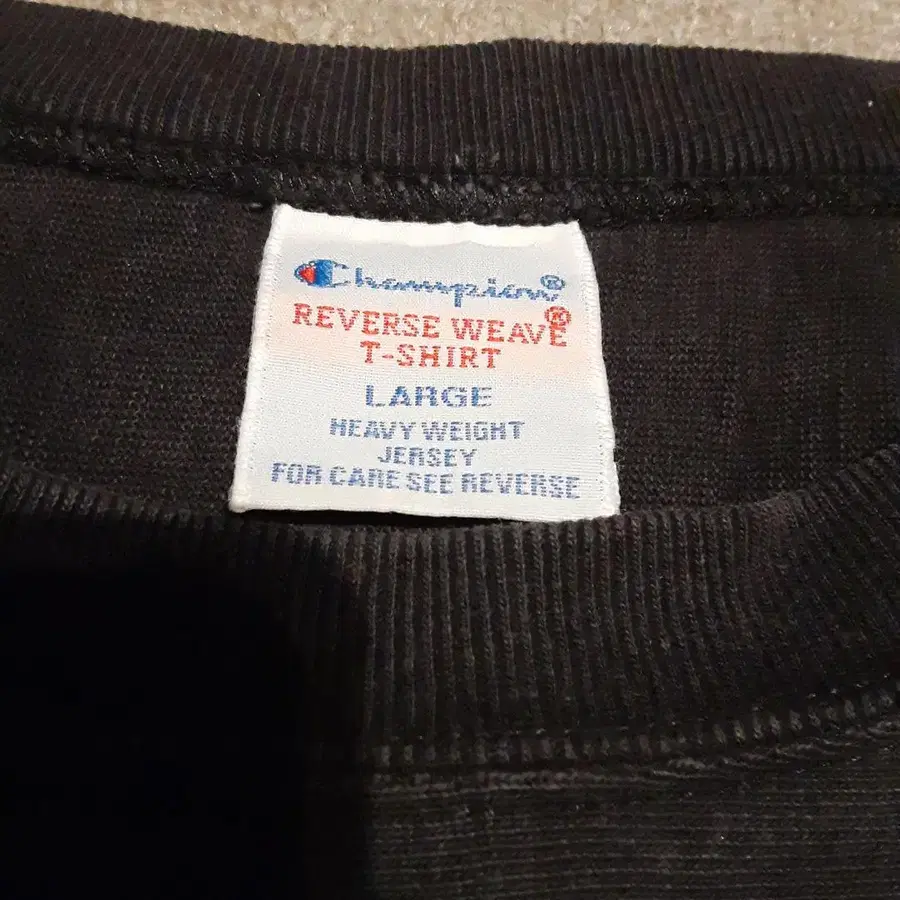 Champion®
REVERSE WEAVE®
T-SHIRT
LARGE
HEAVY WEIGHT
JERSEY
FOR CARE SEE REVERSE